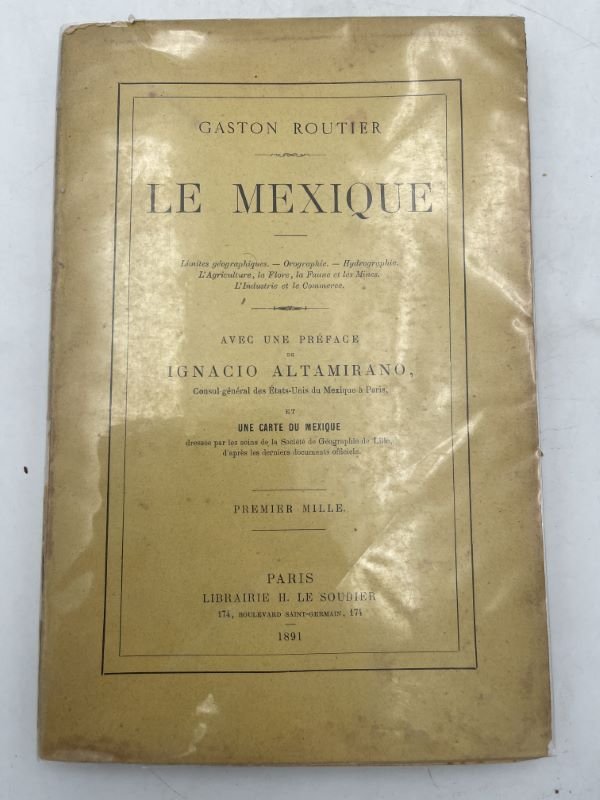 GASTON ROUTIER
LE MEXIQUE
Limites géographiques. — Orographie. — Hydrographie.
L'Agriculture, la Flore, la Faune et les Mines.
L'Industrie et le Commerce.
AVEC UNE PRÉFACE
DE
IGNACIO ALTAMIRANO,
Consul-général des États-Unis du Mexique à Paris,
ET
UNE CARTE DU MEXIQUE
dressée par les soins de la Société de Géographie de Lille,
d'après les derniers documents officiels.
PREMIER MILLE.
PARIS
LIBRAIRIE H. LE SOUDIER
174, BOULEVARD SAINT-GERMAIN, 174
1891